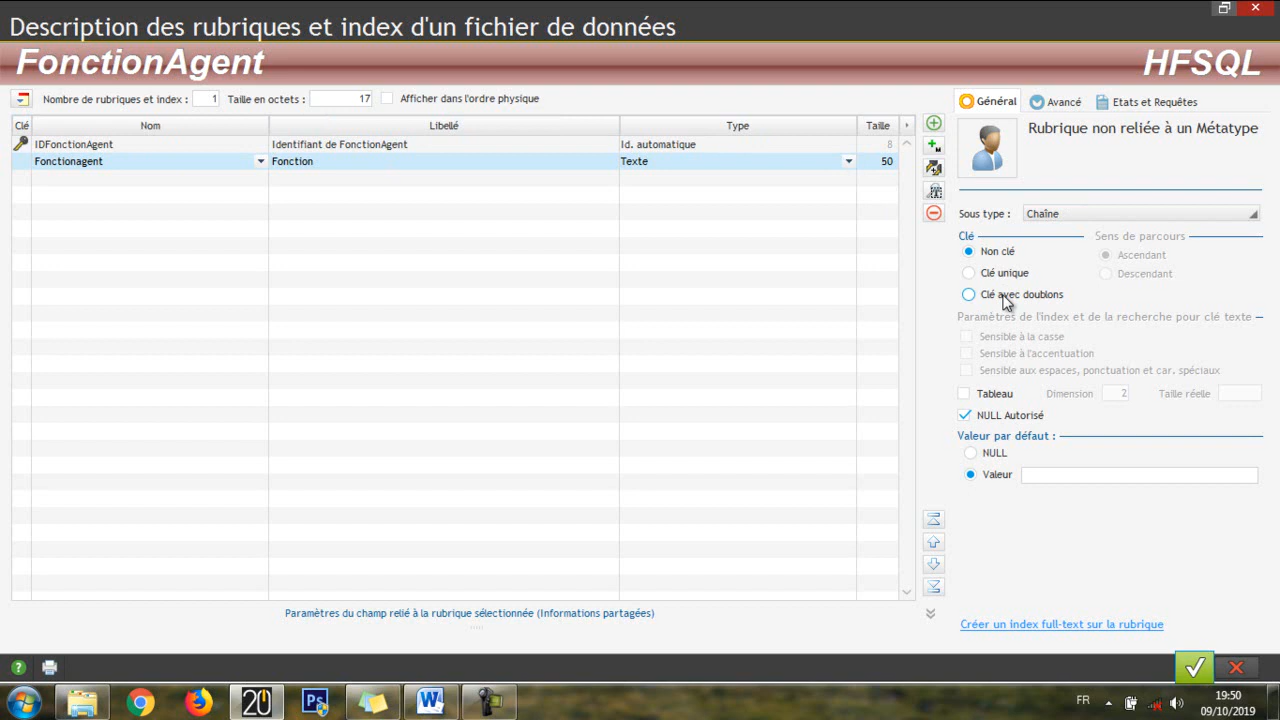 Description des rubriques et index d'un fichier de données
FonctionAgent HFSQL
Nombre de rubriques et index : 1 Taille en octets : 17 Afficher dans l'ordre physique
Clé Nom Libellé Type Taille
IDFonctionAgent Identifiant de FonctionAgent Id. automatique 8
Fonctionagent Fonction Texte 50
Paramètres du champ relié à la rubrique sélectionnée (Informations partagées)
Général Avancé Etats et Requêtes
Rubrique non reliée à un Métatype
Sous type : Chaîne
Clé Sens de parcours
Non clé Ascendant
Clé unique Descendant
Clé avec doublons
Paramètres de l'index et de la recherche pour clé texte
Sensible à la casse
Sensible à l'accentuation
Sensible aux espaces, ponctuation et car. spéciaux
Tableau Dimension 2 Taille réelle
NULL Autorisé
Valeur par défaut :
NULL
Valeur
Créer un index full-text sur la rubrique
20 Ps W FR 19:50
09/10/2019